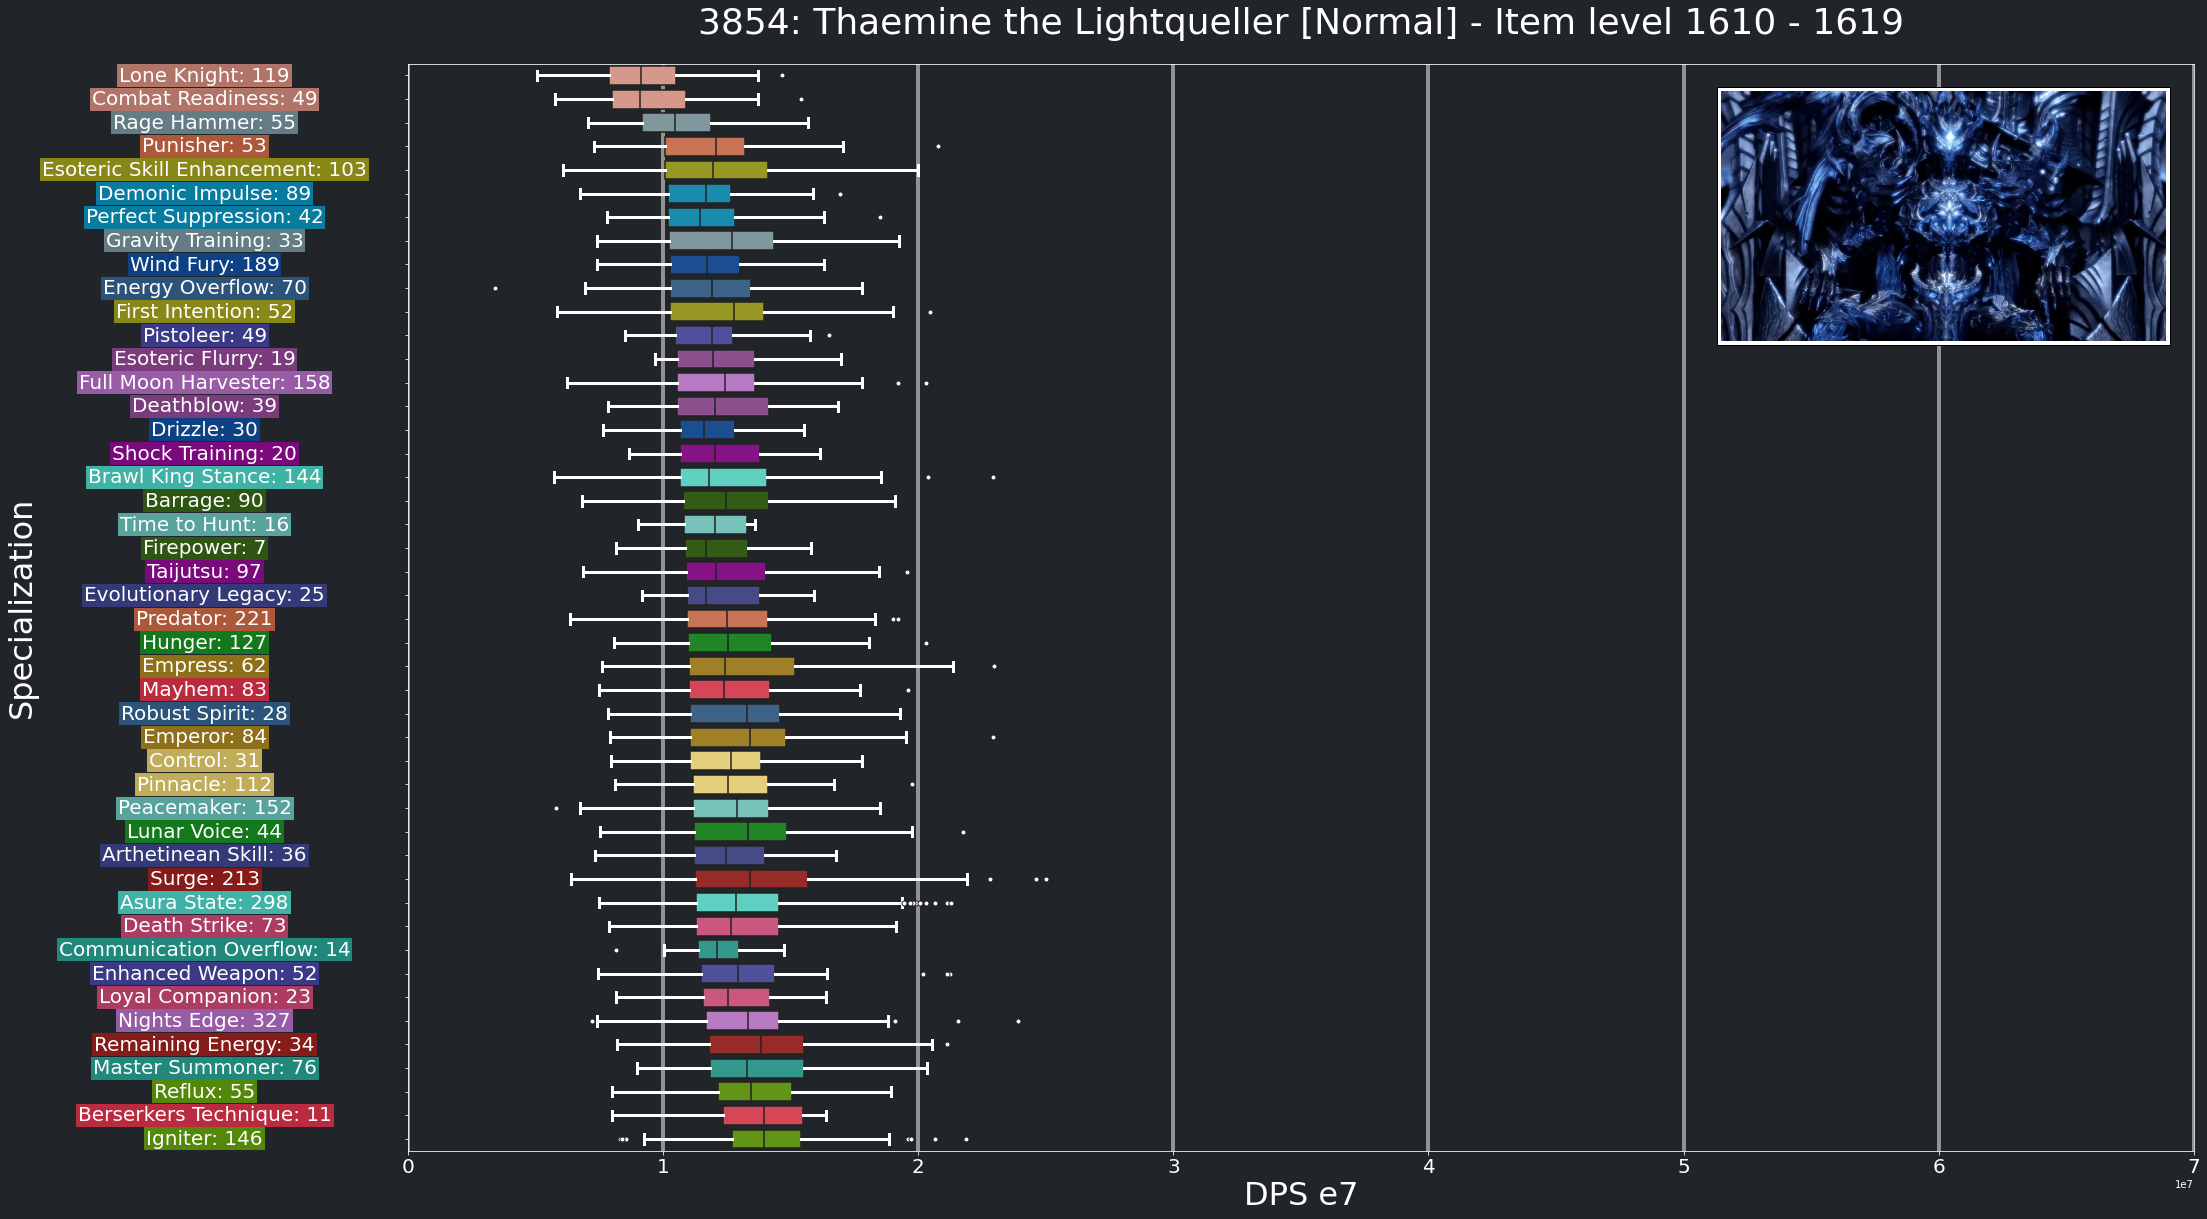 3854: Thaemine the Lightqueller [Normal] - Item level 1610 - 1619
Specialization
Lone Knight: 119
Combat Readiness: 49
Rage Hammer: 55
Punisher: 53
Esoteric Skill Enhancement: 103
Demonic Impulse: 89
Perfect Suppression: 42
Gravity Training: 33
Wind Fury: 189
Energy Overflow: 70
First Intention: 52
Pistoleer: 49
Esoteric Flurry: 19
Full Moon Harvester: 158
Deathblow: 39
Drizzle: 30
Shock Training: 20
Brawl King Stance: 144
Barrage: 90
Time to Hunt: 16
Firepower: 7
Taijutsu: 97
Evolutionary Legacy: 25
Predator: 221
Hunger: 127
Empress: 62
Mayhem: 83
Robust Spirit: 28
Emperor: 84
Control: 31
Pinnacle: 112
Peacemaker: 152
Lunar Voice: 44
Arthetinean Skill: 36
Surge: 213
Asura State: 298
Death Strike: 73
Communication Overflow: 14
Enhanced Weapon: 52
Loyal Companion: 23
Nights Edge: 327
Remaining Energy: 34
Master Summoner: 76
Reflux: 55
Berserkers Technique: 11
Igniter: 146
0 1 2 3 4 5 6 7
DPS e7
1e7